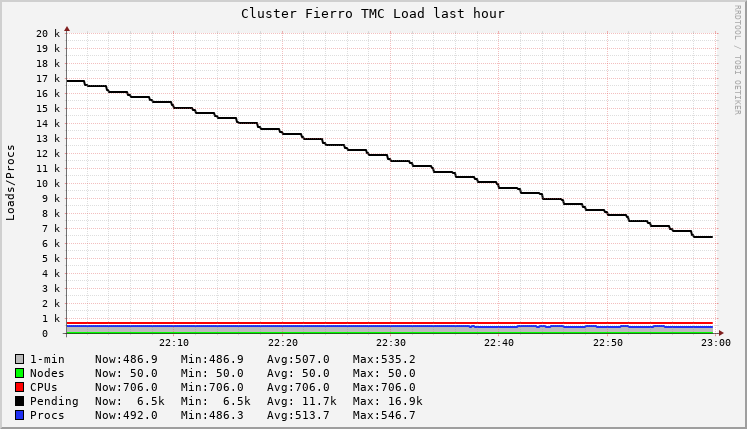 Cluster Fierro TMC Load last hour
RRDTOOL / TOBI OETIKER
Loads/Procs
20 k
19 k
18 k
17 k
16 k
15 k
14 k
13 k
12 k
11 k
10 k
9 k
8 k
7 k
6 k
5 k
4 k
3 k
2 k
1 k
0
22:10 22:20 22:30 22:40 22:50 23:00
1-min Now:486.9 Min:486.9 Avg:507.0 Max:535.2
Nodes Now: 50.0 Min: 50.0 Avg: 50.0 Max: 50.0
CPUs Now:706.0 Min:706.0 Avg:706.0 Max:706.0
Pending Now: 6.5k Min: 6.5k Avg: 11.7k Max: 16.9k
Procs Now:492.0 Min:486.3 Avg:513.7 Max:546.7